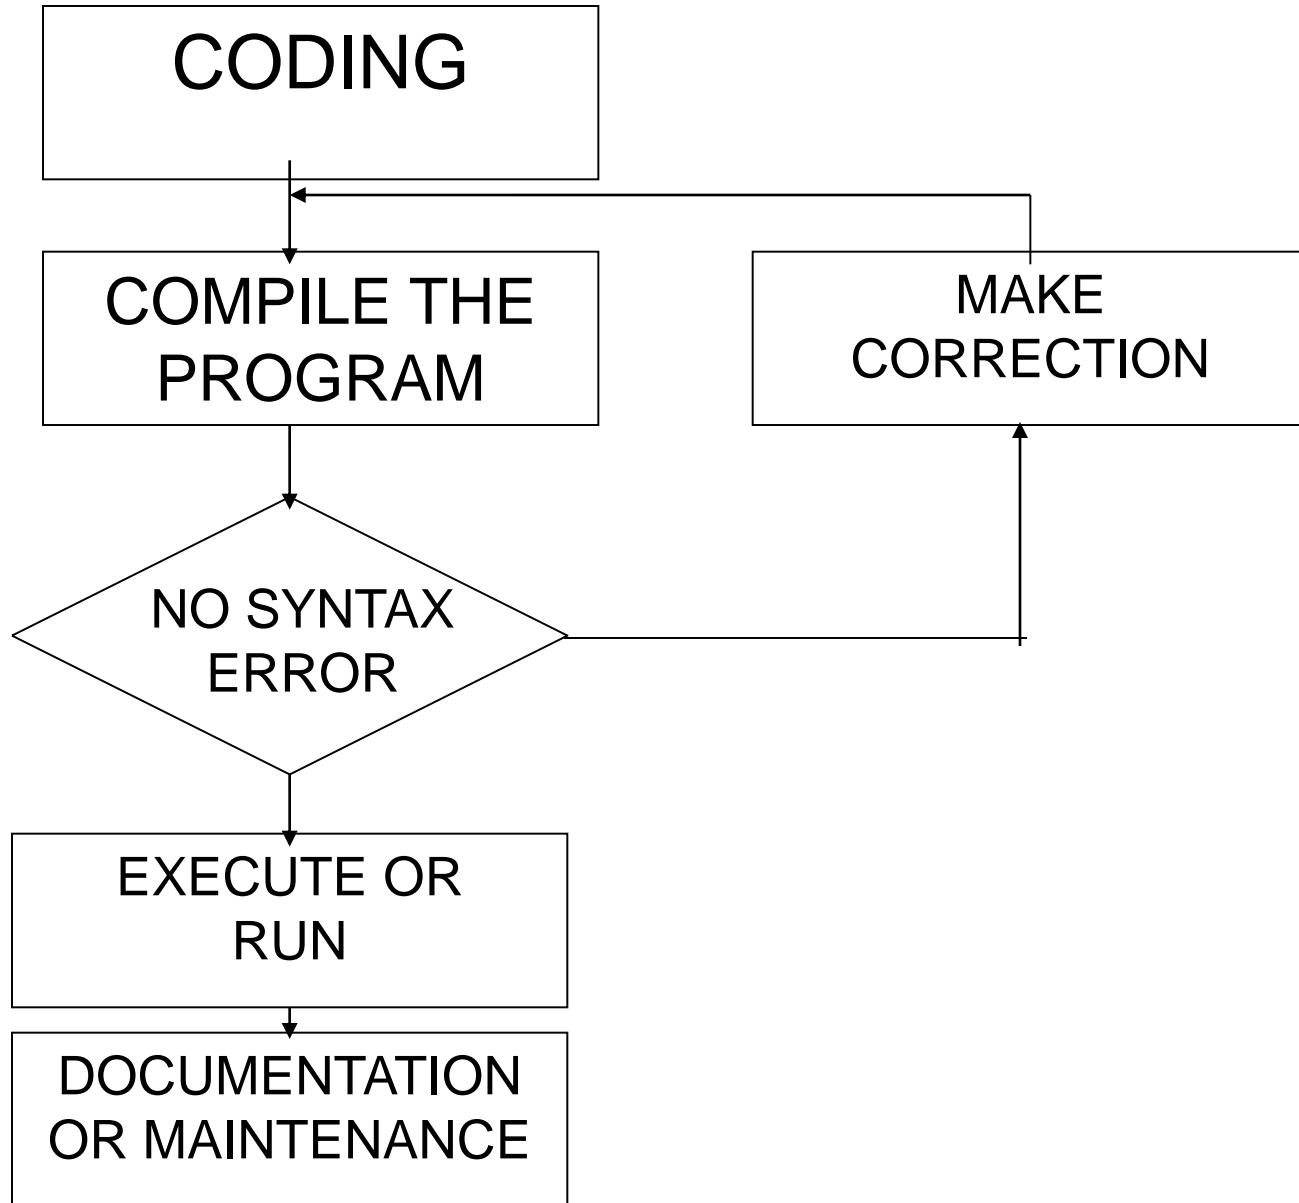 CODING
COMPILE THE
PROGRAM
MAKE
CORRECTION
NO SYNTAX
ERROR
EXECUTE OR
RUN
DOCUMENTATION
OR MAINTENANCE